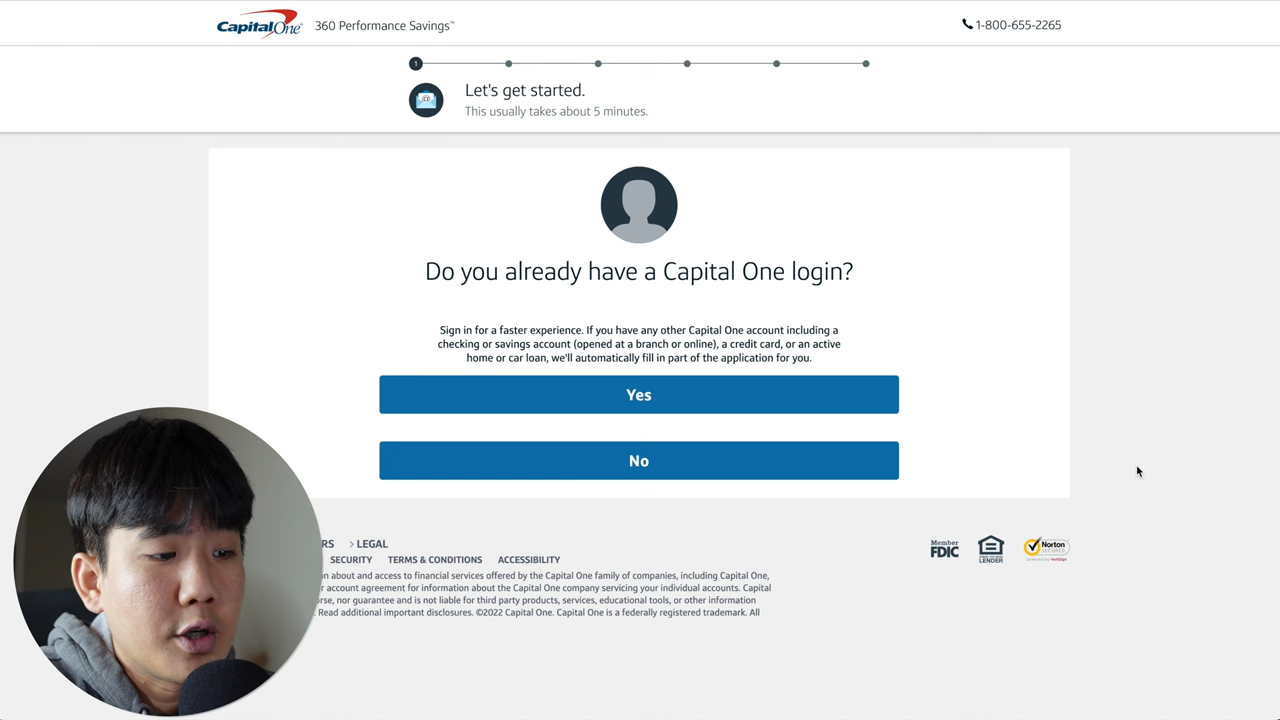 Capital One 360 Performance Savings™ 1-800-655-2265
1
Let's get started.
This usually takes about 5 minutes.
Do you already have a Capital One login?
Sign in for a faster experience. If you have any other Capital One account including a
checking or savings account (opened at a branch or online), a credit card, or an active
home or car loan, we'll automatically fill in part of the application for you.
Yes
No
RS > LEGAL
SECURITY TERMS & CONDITIONS ACCESSIBILITY
n about and access to financial services offered by the Capital One family of companies, including Capital One,
r account agreement for information about the Capital One company servicing your individual accounts. Capital
orse, nor guarantee and is not liable for third party products, services, educational tools, or other information
Read additional important disclosures. ©2022 Capital One. Capital One is a federally registered trademark. All
Member
FDIC
LENDER
Norton
SECURED